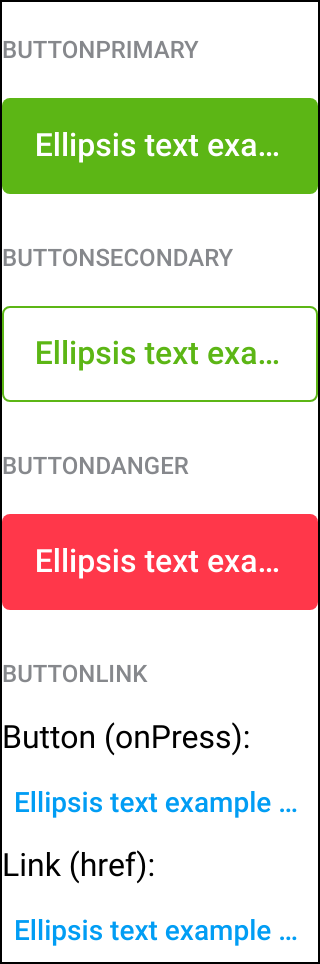 BUTTONPRIMARY
Ellipsis text exa...
BUTTONSECONDARY
Ellipsis text exa...
BUTTONDANGER
Ellipsis text exa...
BUTTONLINK
Button (onPress):
Ellipsis text example ...
Link (href):
Ellipsis text example ...